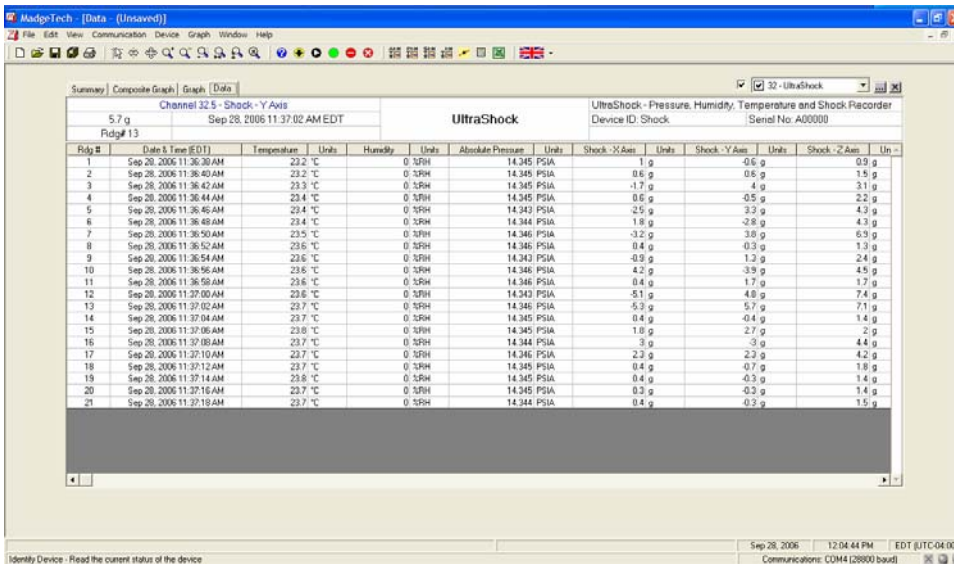 MadgeTech - [Data - (Unsaved)]
File Edit View Communication Device Graph Window Help
Summary Composite Graph Graph Data
32 - UltraShock
Channel 32.5 - Shock - Y Axis
UltraShock - Pressure, Humidity, Temperature and Shock Recorder
5.7 g Sep 28, 2006 11:37:02 AM EDT UltraShock Device ID: Shock Serial No: A00000
Rdg# 13
Rdg # Date & Time (EDT) Temperature Units Humidity Units Absolute Pressure Units Shock - X Axis Units Shock - Y Axis Units Shock - Z Axis Un
1 Sep 28, 2006 11:36:38 AM 23.2 °C 0 %RH 14.345 PSIA 1 g -0.6 g 0.9 g
2 Sep 28, 2006 11:36:40 AM 23.2 °C 0 %RH 14.345 PSIA 0.6 g 0.6 g 1.5 g
3 Sep 28, 2006 11:36:42 AM 23.3 °C 0 %RH 14.345 PSIA -1.7 g 4 g 3.1 g
4 Sep 28, 2006 11:36:44 AM 23.4 °C 0 %RH 14.345 PSIA 0.6 g -0.5 g 2.2 g
5 Sep 28, 2006 11:36:46 AM 23.4 °C 0 %RH 14.343 PSIA -2.5 g 3.3 g 4.3 g
6 Sep 28, 2006 11:36:48 AM 23.4 °C 0 %RH 14.344 PSIA 1.8 g -2.8 g 4.3 g
7 Sep 28, 2006 11:36:50 AM 23.5 °C 0 %RH 14.346 PSIA -3.2 g 3.8 g 6.9 g
8 Sep 28, 2006 11:36:52 AM 23.6 °C 0 %RH 14.346 PSIA 0.4 g -0.3 g 1.3 g
9 Sep 28, 2006 11:36:54 AM 23.6 °C 0 %RH 14.343 PSIA -0.9 g 1.3 g 2.4 g
10 Sep 28, 2006 11:36:56 AM 23.6 °C 0 %RH 14.346 PSIA 4.2 g -3.9 g 4.5 g
11 Sep 28, 2006 11:36:58 AM 23.6 °C 0 %RH 14.346 PSIA 0.4 g 1.7 g 1.7 g
12 Sep 28, 2006 11:37:00 AM 23.6 °C 0 %RH 14.343 PSIA -5.1 g 4.8 g 7.4 g
13 Sep 28, 2006 11:37:02 AM 23.7 °C 0 %RH 14.346 PSIA -5.3 g 5.7 g 7.1 g
14 Sep 28, 2006 11:37:04 AM 23.7 °C 0 %RH 14.345 PSIA 0.4 g -0.4 g 1.4 g
15 Sep 28, 2006 11:37:06 AM 23.8 °C 0 %RH 14.345 PSIA 1.8 g 2.7 g 2 g
16 Sep 28, 2006 11:37:08 AM 23.7 °C 0 %RH 14.344 PSIA 3 g -3 g 4.4 g
17 Sep 28, 2006 11:37:10 AM 23.7 °C 0 %RH 14.346 PSIA 2.3 g 2.3 g 4.2 g
18 Sep 28, 2006 11:37:12 AM 23.7 °C 0 %RH 14.345 PSIA 0.4 g -0.7 g 1.8 g
19 Sep 28, 2006 11:37:14 AM 23.8 °C 0 %RH 14.345 PSIA 0.4 g -0.3 g 1.4 g
20 Sep 28, 2006 11:37:16 AM 23.7 °C 0 %RH 14.345 PSIA 0.3 g -0.3 g 1.4 g
21 Sep 28, 2006 11:37:18 AM 23.7 °C 0 %RH 14.344 PSIA 0.4 g -0.3 g 1.5 g
Sep 28, 2006 12:04:44 PM EDT (UTC-04:00
Identify Device - Read the current status of the device Communications: COM4 (28800 baud)